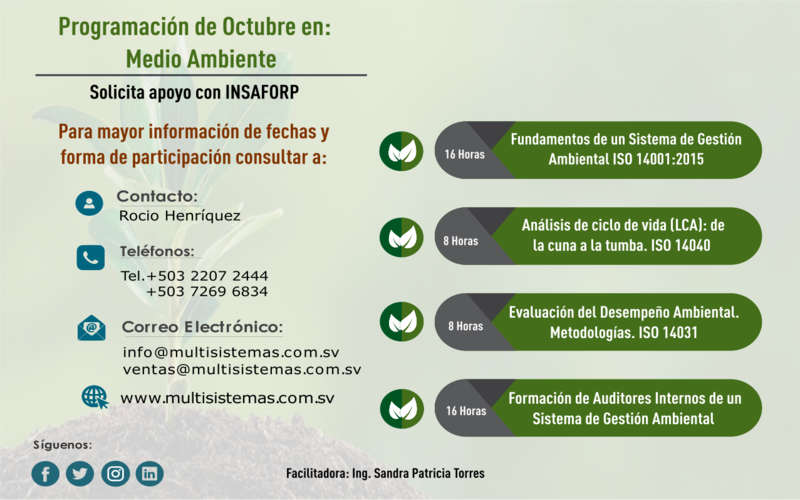 Programación de Octubre en:
Medio Ambiente
Solicita apoyo con INSAFORP
Para mayor información de fechas y
forma de participación consultar a:
Contacto:
Rocio Henríquez
Teléfonos:
Tel.+503 2207 2444
+503 7269 6834
Correo Electrónico:
info@multisistemas.com.sv
ventas@multisistemas.com.sv
www.multisistemas.com.sv
Síguenos:
16 Horas
Fundamentos de un Sistema de Gestión
Ambiental ISO 14001:2015
8 Horas
Análisis de ciclo de vida (LCA): de
la cuna a la tumba. ISO 14040
8 Horas
Evaluación del Desempeño Ambiental.
Metodologías. ISO 14031
16 Horas
Formación de Auditores Internos de un
Sistema de Gestión Ambiental
Facilitadora: Ing. Sandra Patricia Torres